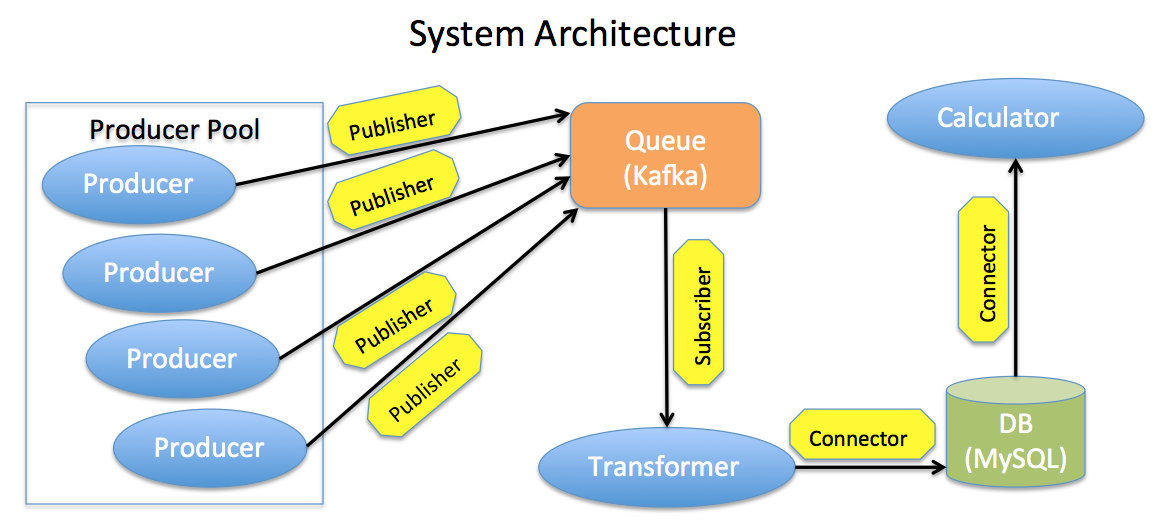 System Architecture
Producer Pool
Producer
Producer
Producer
Producer
Publisher
Publisher
Publisher
Publisher
Queue
(Kafka)
Subscriber
Transformer
Connector
DB
(MySQL)
Connector
Calculator